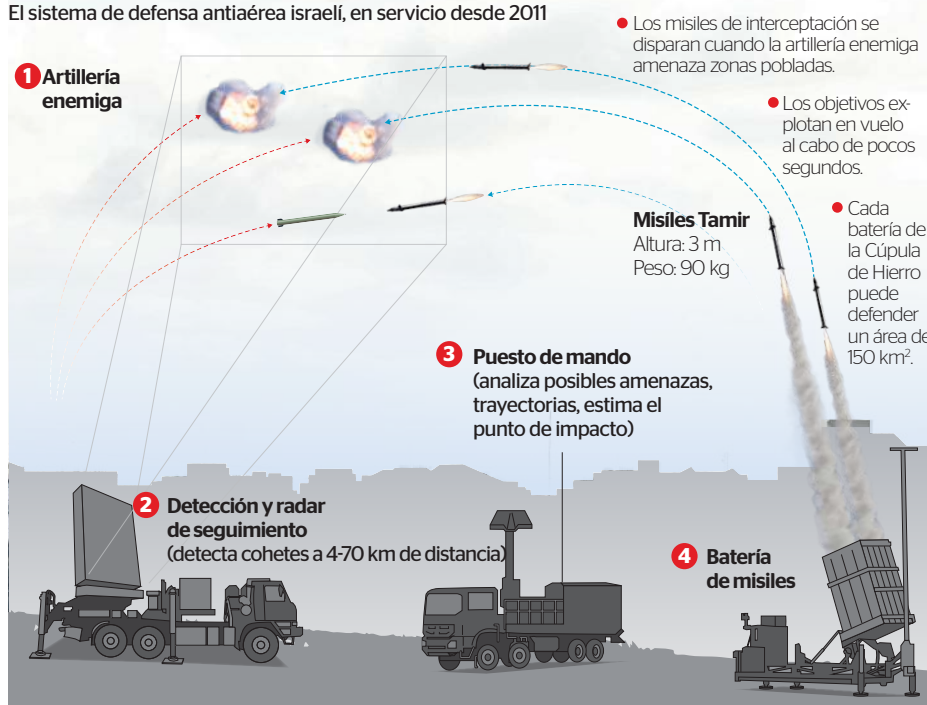 El sistema de defensa antiaérea israelí, en servicio desde 2011
Los misiles de interceptación se
disparan cuando la artillería enemiga
amenaza zonas pobladas.
1 Artillería
enemiga
Los objetivos ex-
plotan en vuelo
al cabo de pocos
segundos.
Misíles Tamir
Altura: 3 m
Peso: 90 kg
Cada
batería de
la Cúpula
de Hierro
puede
defender
un área de
150 km².
3 Puesto de mando
(analiza posibles amenazas,
trayectorias, estima el
punto de impacto)
2 Detección y radar
de seguimiento
(detecta cohetes a 4-70 km de distancia)
4 Batería
de misiles